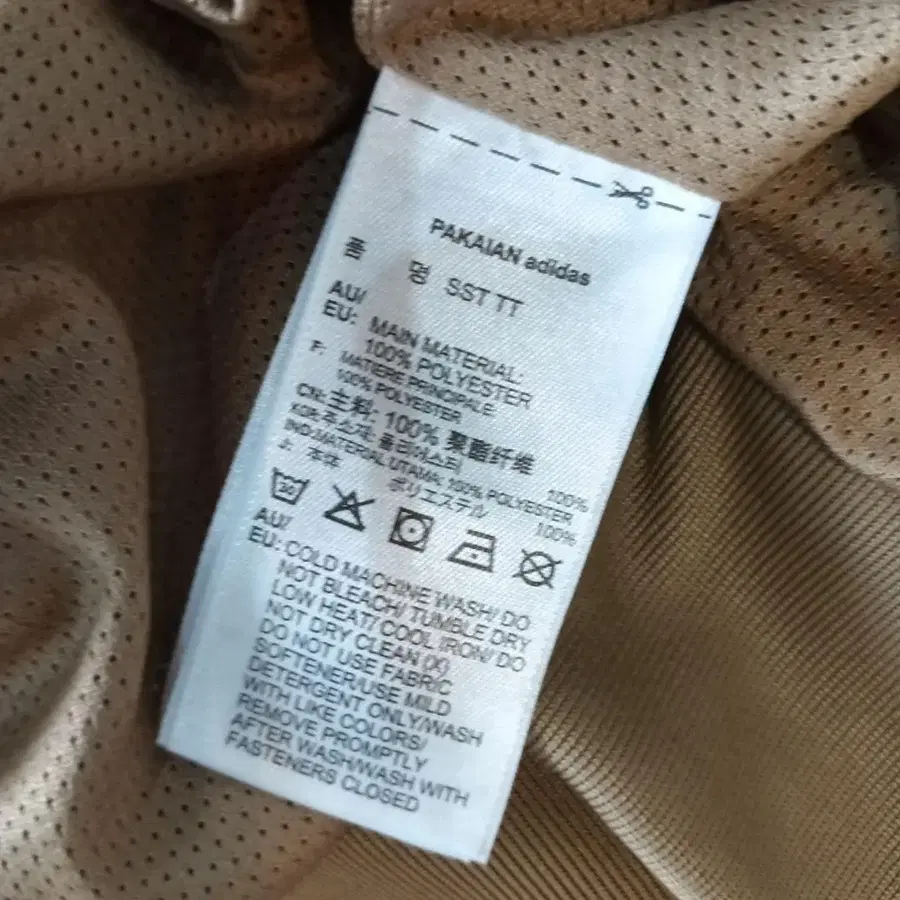 PAKAIAN adidas
품 명 SST TT
AU/
EU: MAIN MATERIAL:
100% POLYESTER
F: MATIERE PRINCIPALE:
100% POLYESTER
CN:主料: 100% 聚酯纤维
KOR:주소재, 폴리에스터 100%
IND:MATERIAL UTAMA: 100% POLYESTER
J: 本体 ポリエステル 100%
30
AU/
EU: COLD MACHINE WASH/ DO
NOT BLEACH/ TUMBLE DRY
LOW HEAT/ COOL IRON/ DO
NOT DRY CLEAN (X)
DO NOT USE FABRIC
SOFTENER/USE MILD
DETERGENT ONLY/WASH
WITH LIKE COLORS/
REMOVE PROMPTLY
AFTER WASH/WASH WITH
FASTENERS CLOSED